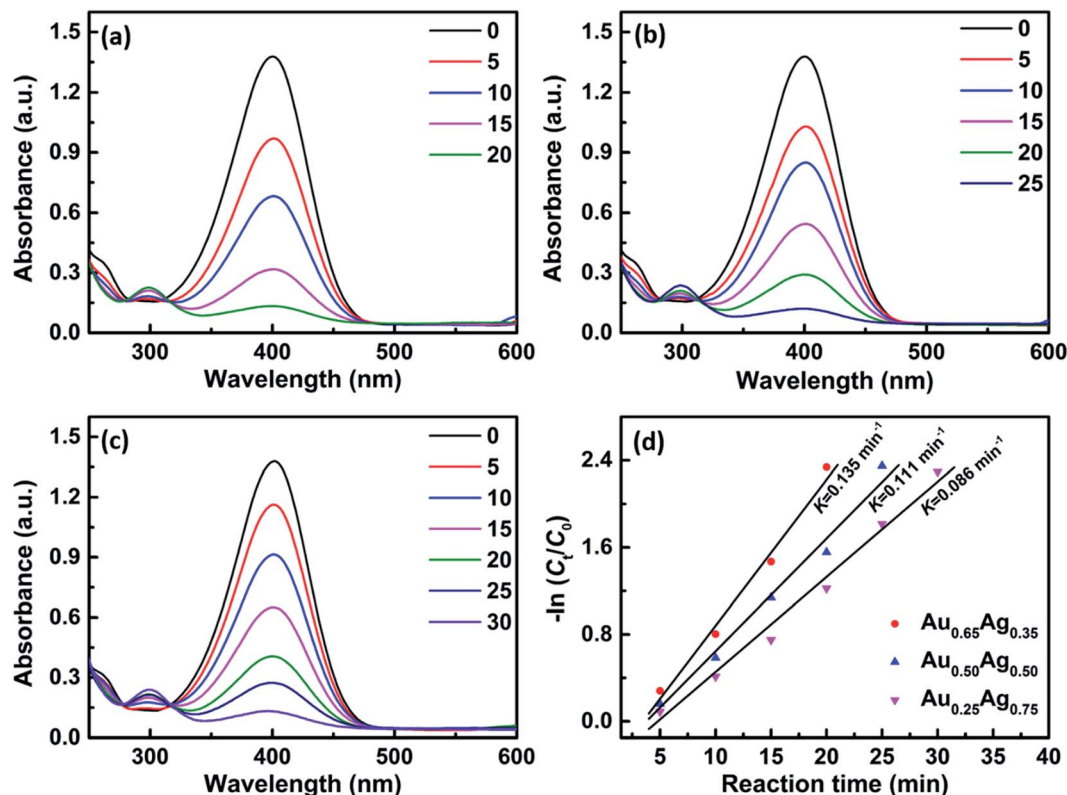 (a)
0
5
10
15
20
Absorbance (a.u.)
1.5
1.2
0.9
0.6
0.3
0.0
300 400 500 600
Wavelength (nm)
(b)
0
5
10
15
20
25
Absorbance (a.u.)
1.5
1.2
0.9
0.6
0.3
0.0
300 400 500 600
Wavelength (nm)
(c)
0
5
10
15
20
25
30
Absorbance (a.u.)
1.5
1.2
0.9
0.6
0.3
0.0
300 400 500 600
Wavelength (nm)
(d)
K=0.135 min⁻¹
K=0.111 min⁻¹
K=0.086 min⁻¹
-ln (Cₜ/C₀)
2.4
1.6
0.8
0.0
Au₀.₆₅Ag₀.₃₅
Au₀.₅₀Ag₀.₅₀
Au₀.₂₅Ag₀.₇₅
5 10 15 20 25 30 35 40
Reaction time (min)